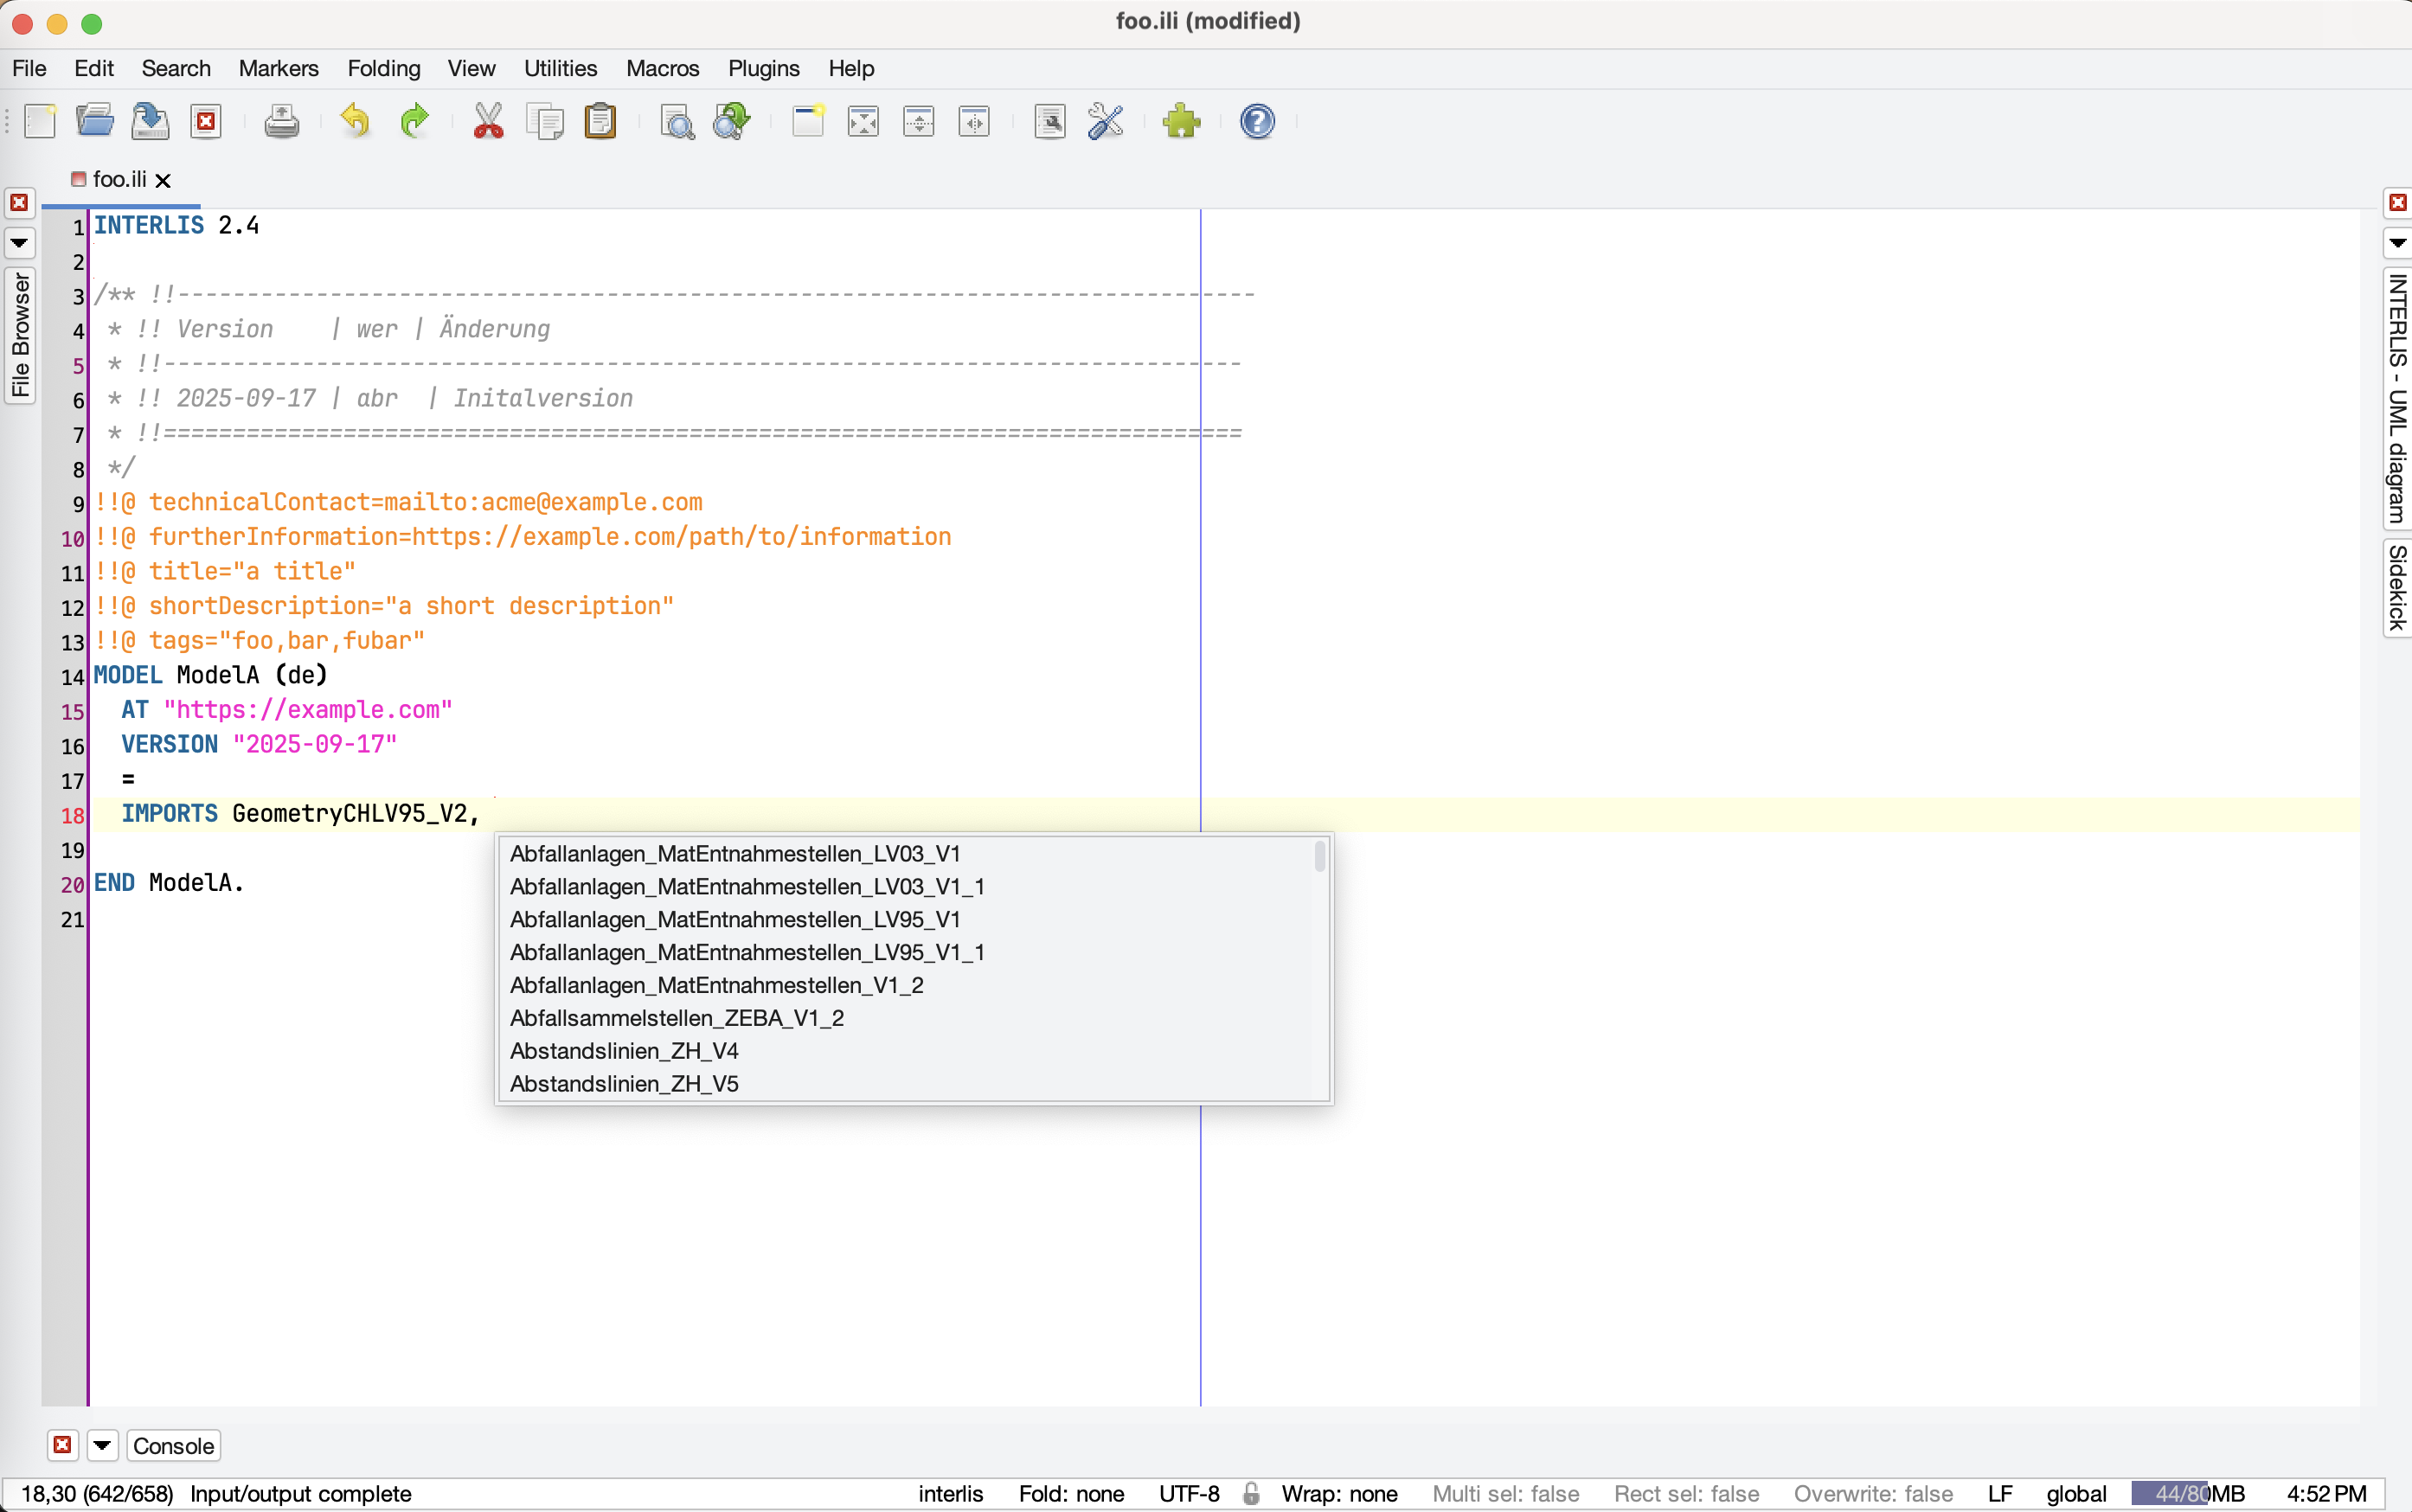 foo.ili (modified)
File Edit Search Markers Folding View Utilities Macros Plugins Help
foo.ili
File Browser
1 INTERLIS 2.4
2
3 /** !!------------------------------------------------------------------------------
4 * !! Version | wer | Änderung
5 * !!------------------------------------------------------------------------------
6 * !! 2025-09-17 | abr | Initalversion
7 * !!==============================================================================
8 */
9 !!@ technicalContact=mailto:acme@example.com
10 !!@ furtherInformation=https://example.com/path/to/information
11 !!@ title="a title"
12 !!@ shortDescription="a short description"
13 !!@ tags="foo,bar,fubar"
14 MODEL ModelA (de)
15 AT "https://example.com"
16 VERSION "2025-09-17"
17 =
18 IMPORTS GeometryCHLV95_V2,
19
20 END ModelA.
21
Abfallanlagen_MatEntnahmestellen_LV03_V1
Abfallanlagen_MatEntnahmestellen_LV03_V1_1
Abfallanlagen_MatEntnahmestellen_LV95_V1
Abfallanlagen_MatEntnahmestellen_LV95_V1_1
Abfallanlagen_MatEntnahmestellen_V1_2
Abfallsammelstellen_ZEBA_V1_2
Abstandslinien_ZH_V4
Abstandslinien_ZH_V5
INTERLIS - UML diagram
Sidekick
Console
18,30 (642/658) Input/output complete interlis Fold: none UTF-8 Wrap: none Multi sel: false Rect sel: false Overwrite: false LF global 44/80MB 4:52 PM